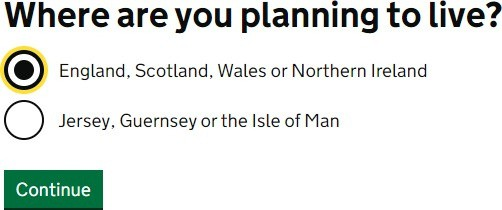 Where are you planning to live?
England, Scotland, Wales or Northern Ireland
Jersey, Guernsey or the Isle of Man
Continue